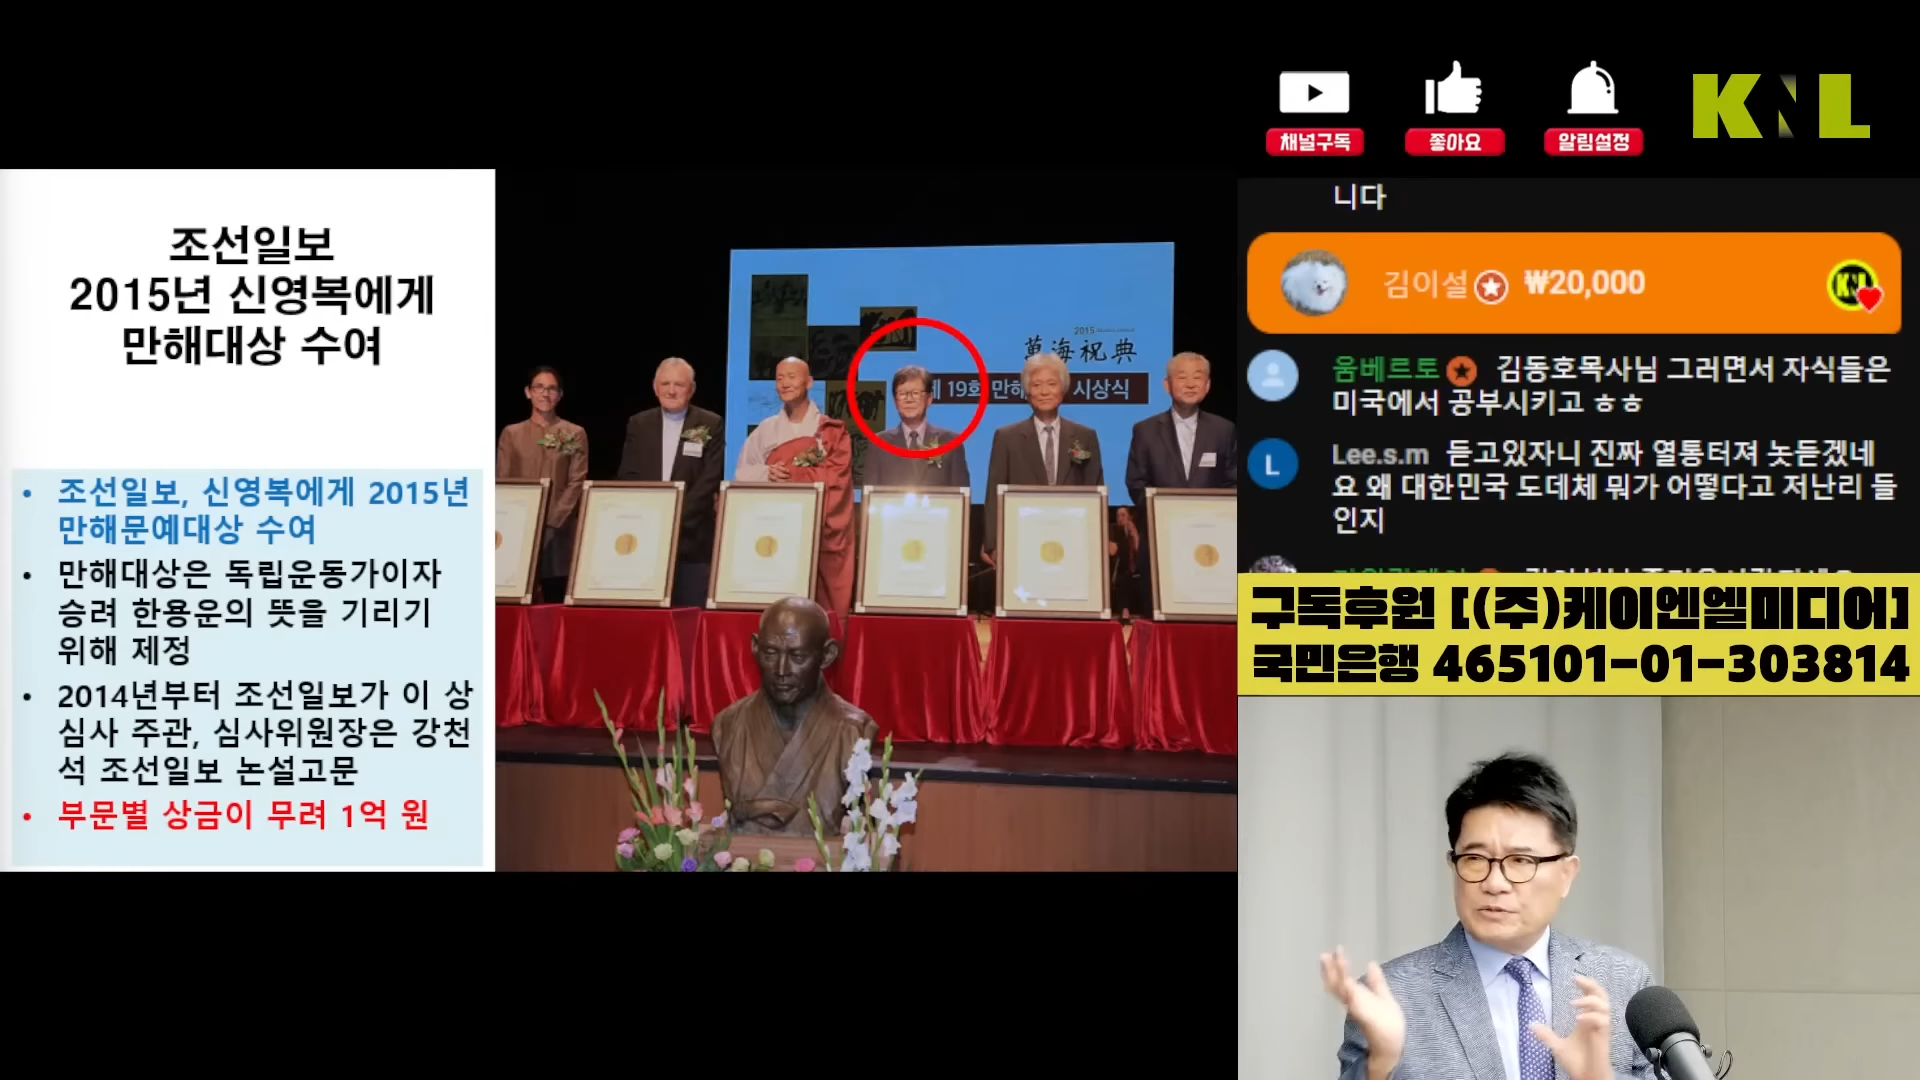 조선일보
2015년 신영복에게
만해대상 수여
• 조선일보, 신영복에게 2015년
만해문예대상 수여
• 만해대상은 독립운동가이자
승려 한용운의 뜻을 기리기
위해 제정
• 2014년부터 조선일보가 이 상
심사 주관, 심사위원장은 강천
석 조선일보 논설고문
• 부문별 상금이 무려 1억 원
2015
萬海祝典
제 19회 만해 시상식
채널구독
좋아요
알림설정
KNL
니다
김이설 ₩20,000
움베르토 김동호목사님 그러면서 자식들은
미국에서 공부시키고 ㅎㅎ
L
Lee.s.m 듣고있자니 진짜 열통터져 놋듣겠네
요 왜 대한민국 도데체 뭐가 어떻다고 저난리 들
인지
구독후원 [(주)케이엔엘미디어]
국민은행 465101-01-303814